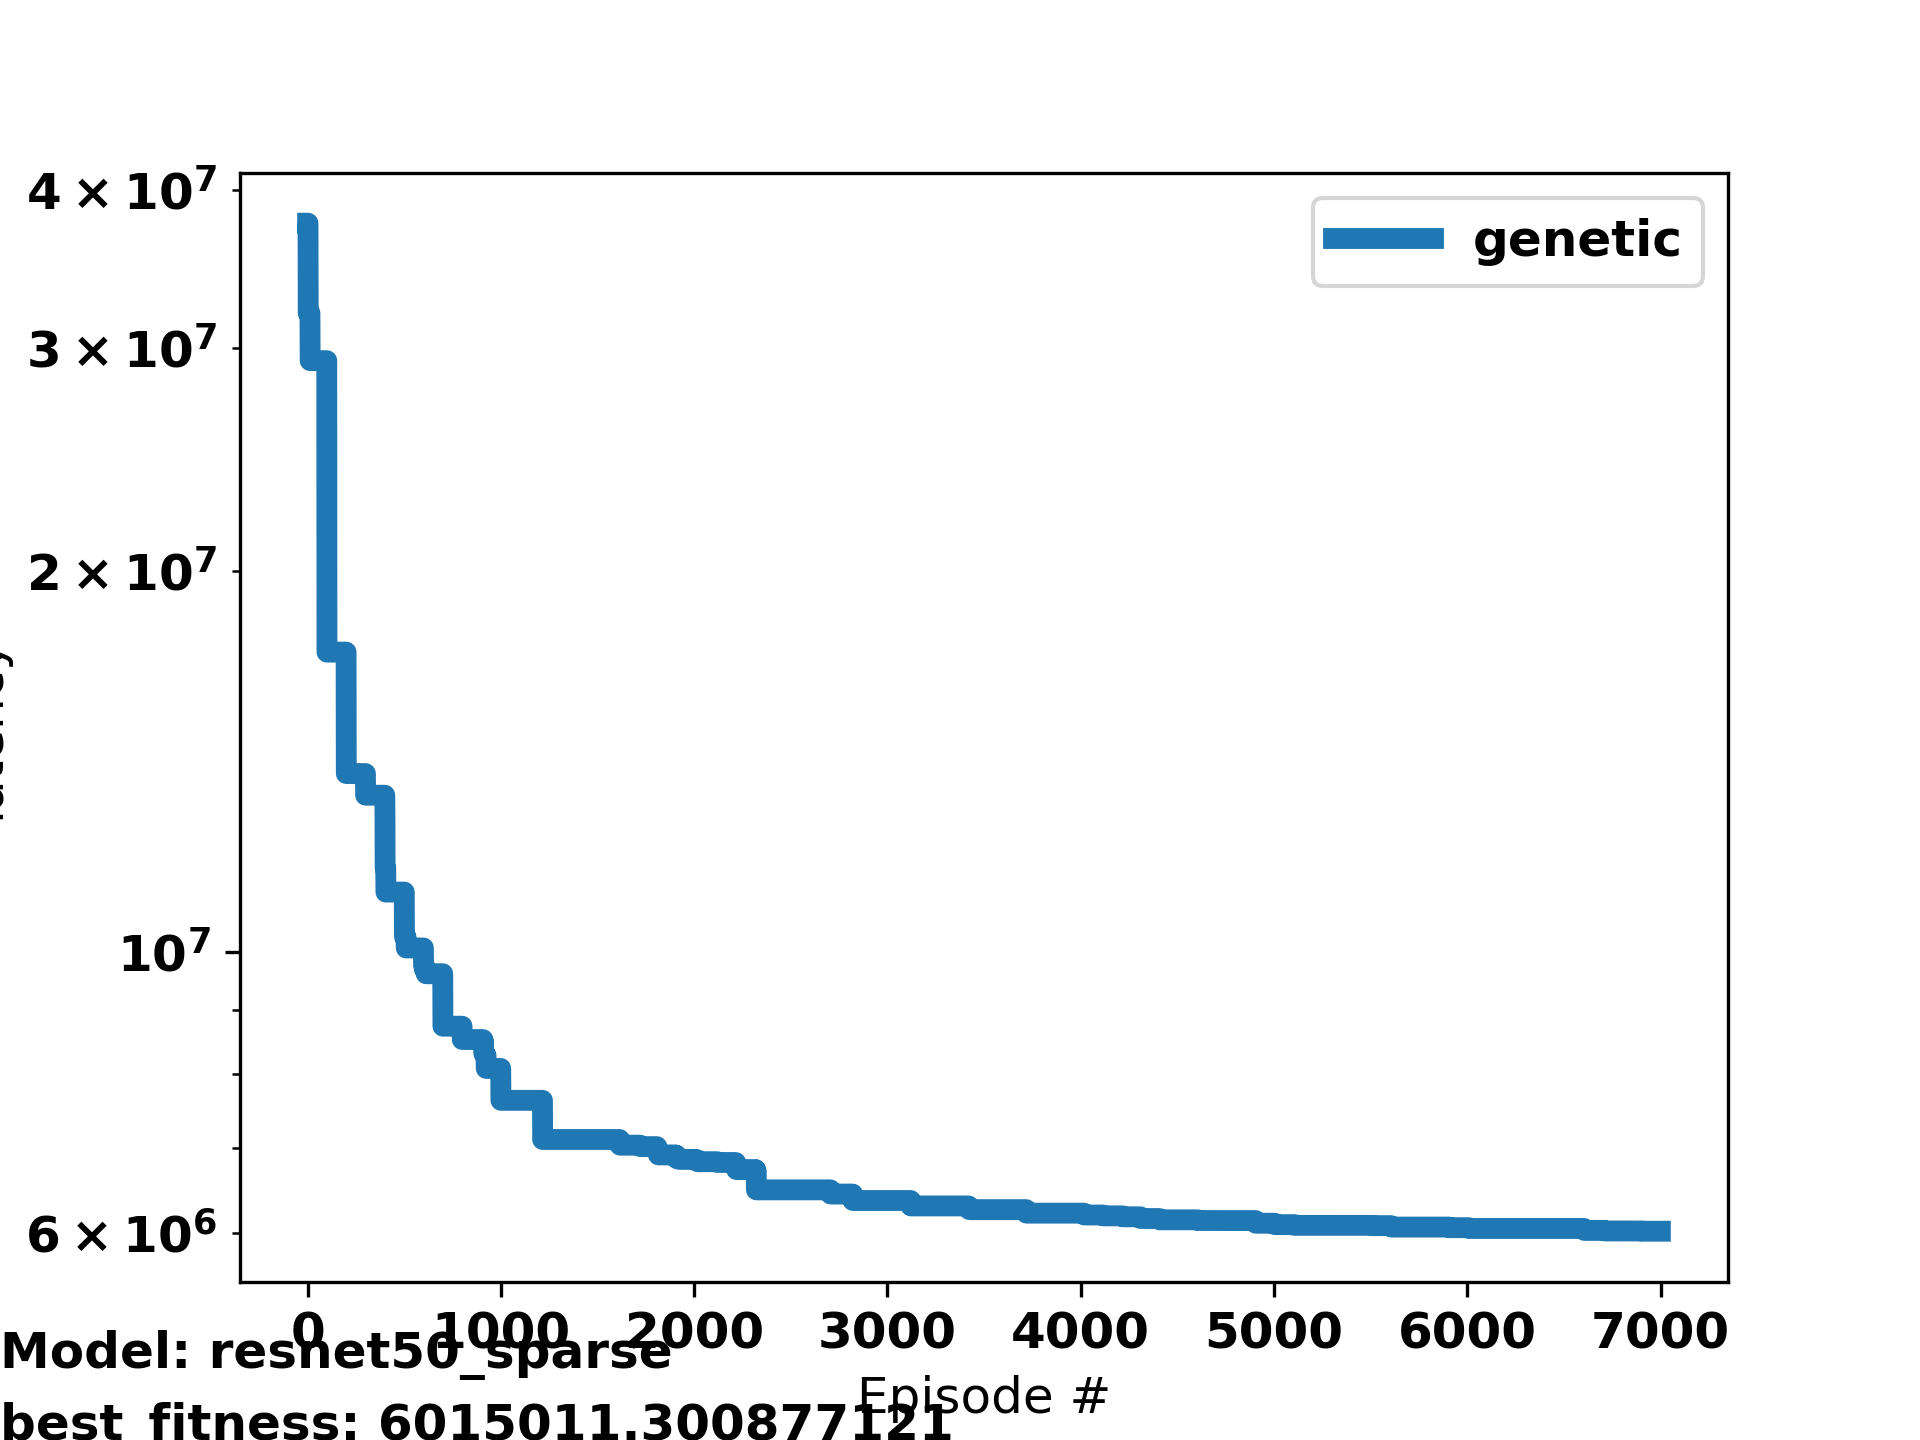 4 × 10⁷
genetic
3 × 10⁷
2 × 10⁷
10⁷
6 × 10⁶
0 1000 2000 3000 4000 5000 6000 7000
Model: resnet50_sparse
Episode #
best_fitness: 6015011.300877121